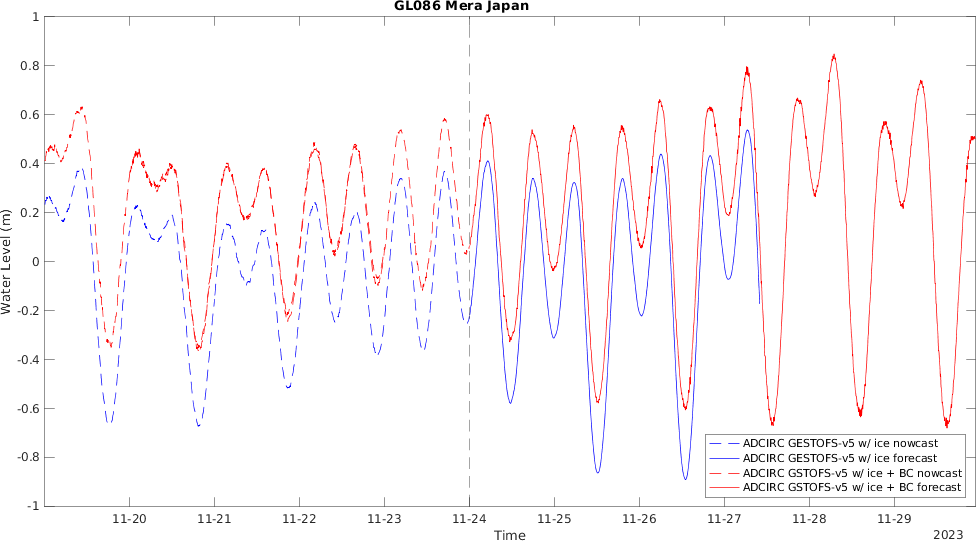 GL086 Mera Japan
1
0.8
0.6
0.4
0.2
0
-0.2
-0.4
-0.6
-0.8
-1
Water Level (m)
ADCIRC GESTOFS-v5 w/ ice nowcast
ADCIRC GESTOFS-v5 w/ ice forecast
ADCIRC GSTOFS-v5 w/ ice + BC nowcast
ADCIRC GSTOFS-v5 w/ ice + BC forecast
11-20 11-21 11-22 11-23 11-24 11-25 11-26 11-27 11-28 11-29
Time
2023